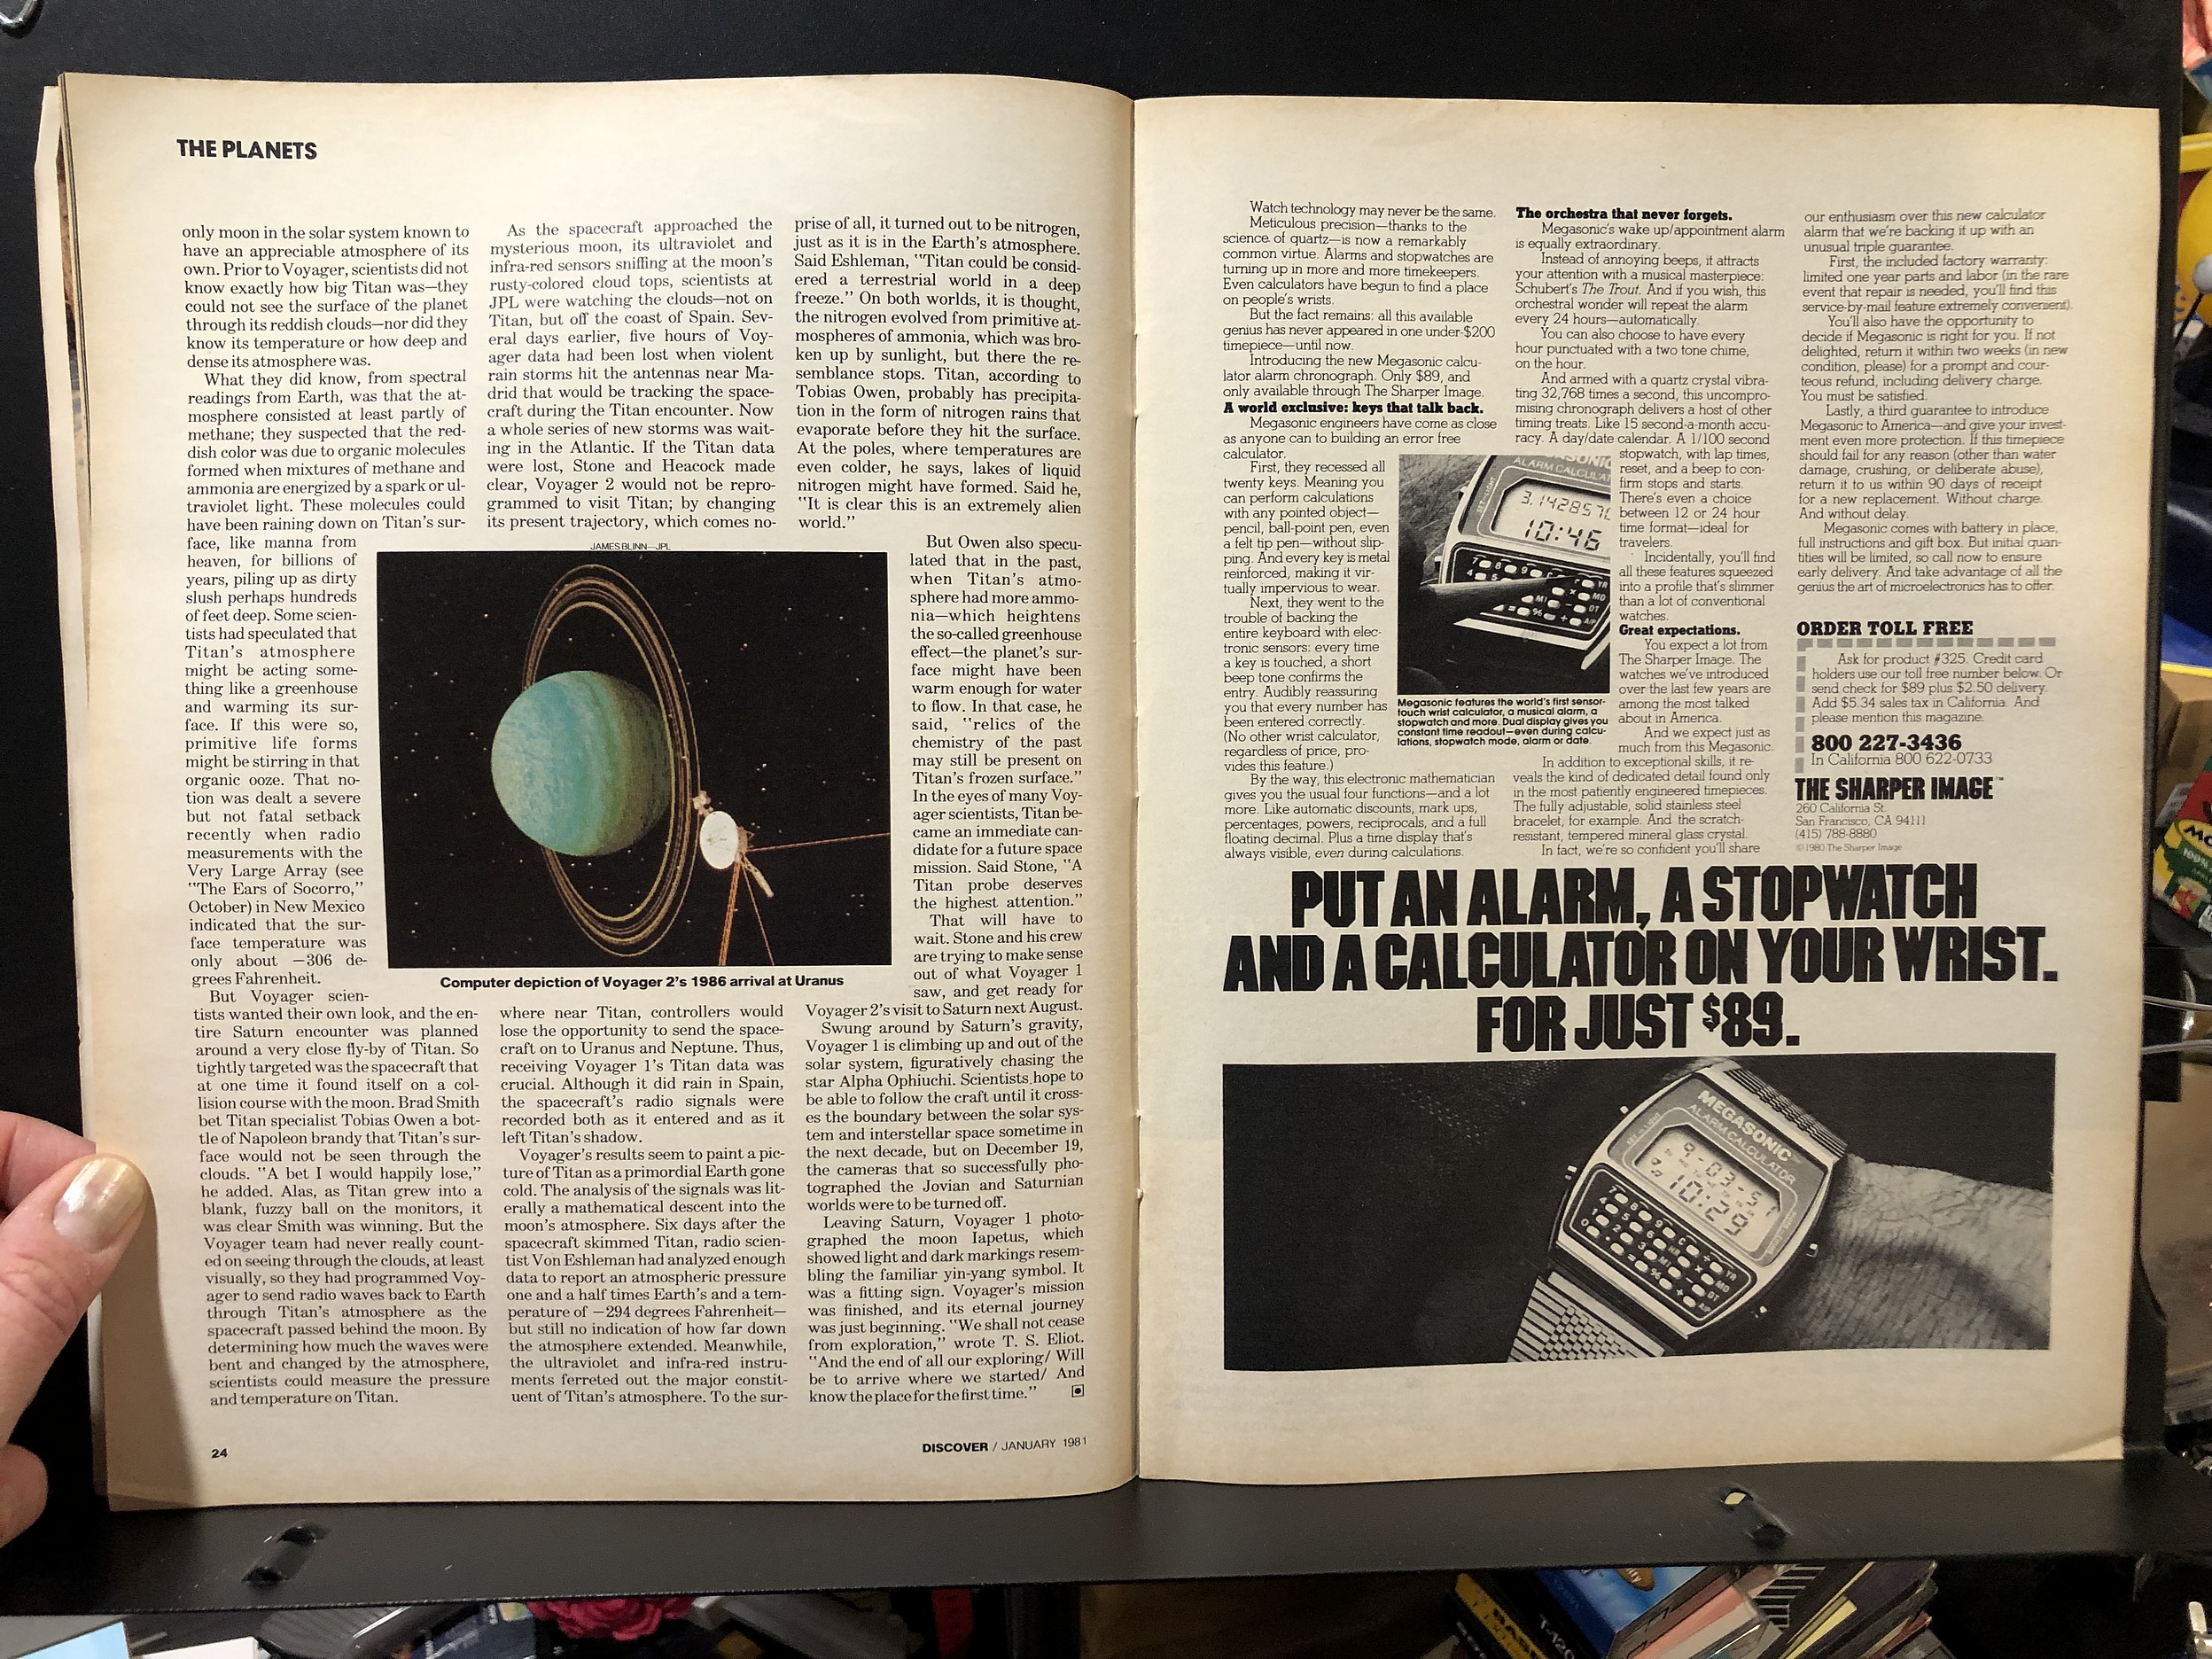 THE PLANETS
only moon in the solar system known to
have an appreciable atmosphere of its
own. Prior to Voyager, scientists did not
know exactly how big Titan was—they
could not see the surface of the planet
through its reddish clouds—nor did they
know its temperature or how deep and
dense its atmosphere was.
What they did know, from spectral
readings from Earth, was that the at-
mosphere consisted at least partly of
methane; they suspected that the red-
dish color was due to organic molecules
formed when mixtures of methane and
ammonia are energized by a spark or ul-
traviolet light. These molecules could
have been raining down on Titan's sur-
face, like manna from
heaven, for billions of
years, piling up as dirty
slush perhaps hundreds
of feet deep. Some scien-
tists had speculated that
Titan's atmosphere
might be acting some-
thing like a greenhouse
and warming its sur-
face. If this were so,
primitive life forms
might be stirring in that
organic ooze. That no-
tion was dealt a severe
but not fatal setback
recently when radio
measurements with the
Very Large Array (see
"The Ears of Socorro,"
October) in New Mexico
indicated that the sur-
face temperature was
only about −306 de-
grees Fahrenheit.
But Voyager scien-
tists wanted their own look, and the en-
tire Saturn encounter was planned
around a very close fly-by of Titan. So
tightly targeted was the spacecraft that
at one time it found itself on a col-
lision course with the moon. Brad Smith
bet Titan specialist Tobias Owen a bot-
tle of Napoleon brandy that Titan's sur-
face would not be seen through the
clouds. "A bet I would happily lose,"
he added. Alas, as Titan grew into a
blank, fuzzy ball on the monitors, it
was clear Smith was winning. But the
Voyager team had never really count-
ed on seeing through the clouds, at least
visually, so they had programmed Voy-
ager to send radio waves back to Earth
through Titan's atmosphere as the
spacecraft passed behind the moon. By
determining how much the waves were
bent and changed by the atmosphere,
scientists could measure the pressure
and temperature on Titan.
As the spacecraft approached the
mysterious moon, its ultraviolet and
infra-red sensors sniffing at the moon's
rusty-colored cloud tops, scientists at
JPL were watching the clouds—not on
Titan, but off the coast of Spain. Sev-
eral days earlier, five hours of Voy-
ager data had been lost when violent
rain storms hit the antennas near Ma-
drid that would be tracking the space-
craft during the Titan encounter. Now
a whole series of new storms was wait-
ing in the Atlantic. If the Titan data
were lost, Stone and Heacock made
clear, Voyager 2 would not be repro-
grammed to visit Titan; by changing
its present trajectory, which comes no-
JAMES BLINN—JPL
Computer depiction of Voyager 2's 1986 arrival at Uranus
where near Titan, controllers would
lose the opportunity to send the space-
craft on to Uranus and Neptune. Thus,
receiving Voyager 1's Titan data was
crucial. Although it did rain in Spain,
the spacecraft's radio signals were
recorded both as it entered and as it
left Titan's shadow.
Voyager's results seem to paint a pic-
ture of Titan as a primordial Earth gone
cold. The analysis of the signals was lit-
erally a mathematical descent into the
moon's atmosphere. Six days after the
spacecraft skimmed Titan, radio scien-
tist Von Eshleman had analyzed enough
data to report an atmospheric pressure
one and a half times Earth's and a tem-
perature of −294 degrees Fahrenheit—
but still no indication of how far down
the atmosphere extended. Meanwhile,
the ultraviolet and infra-red instru-
ments ferreted out the major constit-
uent of Titan's atmosphere. To the sur-
prise of all, it turned out to be nitrogen,
just as it is in the Earth's atmosphere.
Said Eshleman, "Titan could be consid-
ered a terrestrial world in a deep
freeze." On both worlds, it is thought,
the nitrogen evolved from primitive at-
mospheres of ammonia, which was bro-
ken up by sunlight, but there the re-
semblance stops. Titan, according to
Tobias Owen, probably has precipita-
tion in the form of nitrogen rains that
evaporate before they hit the surface.
At the poles, where temperatures are
even colder, he says, lakes of liquid
nitrogen might have formed. Said he,
"It is clear this is an extremely alien
world."
But Owen also specu-
lated that in the past,
when Titan's atmo-
sphere had more ammo-
nia—which heightens
the so-called greenhouse
effect—the planet's sur-
face might have been
warm enough for water
to flow. In that case, he
said, "relics of the
chemistry of the past
may still be present on
Titan's frozen surface."
In the eyes of many Voy-
ager scientists, Titan be-
came an immediate can-
didate for a future space
mission. Said Stone, "A
Titan probe deserves
the highest attention."
That will have to
wait. Stone and his crew
are trying to make sense
out of what Voyager 1
saw, and get ready for
Voyager 2's visit to Saturn next August.
Swung around by Saturn's gravity,
Voyager 1 is climbing up and out of the
solar system, figuratively chasing the
star Alpha Ophiuchi. Scientists hope to
be able to follow the craft until it cross-
es the boundary between the solar sys-
tem and interstellar space sometime in
the next decade, but on December 19,
the cameras that so successfully pho-
tographed the Jovian and Saturnian
worlds were to be turned off.
Leaving Saturn, Voyager 1 photo-
graphed the moon Iapetus, which
showed light and dark markings resem-
bling the familiar yin-yang symbol. It
was a fitting sign. Voyager's mission
was finished, and its eternal journey
was just beginning. "We shall not cease
from exploration," wrote T. S. Eliot.
"And the end of all our exploring/ Will
be to arrive where we started/ And
know the place for the first time."
24
DISCOVER / JANUARY 1981
Watch technology may never be the same.
Meticulous precision—thanks to the
science of quartz—is now a remarkably
common virtue. Alarms and stopwatches are
turning up in more and more timekeepers.
Even calculators have begun to find a place
on people's wrists.
But the fact remains: all this available
genius has never appeared in one under-$200
timepiece—until now.
Introducing the new Megasonic calcu-
lator alarm chronograph. Only $89, and
only available through The Sharper Image.
A world exclusive: keys that talk back.
Megasonic engineers have come as close
as anyone can to building an error free
calculator.
First, they recessed all
twenty keys. Meaning you
can perform calculations
with any pointed object—
pencil, ball-point pen, even
a felt tip pen—without slip-
ping. And every key is metal
reinforced, making it vir-
tually impervious to wear.
Next, they went to the
trouble of backing the
entire keyboard with elec-
tronic sensors: every time
a key is touched, a short
beep tone confirms the
entry. Audibly reassuring
you that every number has
been entered correctly.
(No other wrist calculator,
regardless of price, pro-
vides this feature.)
By the way, this electronic mathematician
gives you the usual four functions—and a lot
more. Like automatic discounts, mark ups,
percentages, powers, reciprocals, and a full
floating decimal. Plus a time display that's
always visible, even during calculations.
The orchestra that never forgets.
Megasonic's wake up/appointment alarm
is equally extraordinary.
Instead of annoying beeps, it attracts
your attention with a musical masterpiece:
Schubert's The Trout. And if you wish, this
orchestral wonder will repeat the alarm
every 24 hours—automatically.
You can also choose to have every
hour punctuated with a two tone chime,
on the hour.
And armed with a quartz crystal vibra-
ting 32,768 times a second, this uncompro-
mising chronograph delivers a host of other
timing treats. Like 15 second-a-month accu-
racy. A day/date calendar. A 1/100 second
stopwatch, with lap times,
reset, and a beep to con-
firm stops and starts.
There's even a choice
between 12 or 24 hour
time format—ideal for
travelers.
Incidentally, you'll find
all these features squeezed
into a profile that's slimmer
than a lot of conventional
watches.
Great expectations.
You expect a lot from
The Sharper Image. The
watches we've introduced
over the last few years are
among the most talked
about in America.
And we expect just as
much from this Megasonic.
ALARM CALCULAT
10:46
Megasonic features the world's first sensor-
touch wrist calculator, a musical alarm, a
stopwatch and more. Dual display gives you
constant time readout—even during calcu-
lations, stopwatch mode, alarm or date.
In addition to exceptional skills, it re-
veals the kind of dedicated detail found only
in the most patiently engineered timepieces.
The fully adjustable, solid stainless steel
bracelet, for example. And the scratch-
resistant, tempered mineral glass crystal.
In fact, we're so confident you'll share
our enthusiasm over this new calculator
alarm that we're backing it up with an
unusual triple guarantee.
First, the included factory warranty:
limited one year parts and labor (in the rare
event that repair is needed, you'll find this
service-by-mail feature extremely convenient).
You'll also have the opportunity to
decide if Megasonic is right for you. If not
delighted, return it within two weeks (in new
condition, please) for a prompt and cour-
teous refund, including delivery charge.
You must be satisfied.
Lastly, a third guarantee to introduce
Megasonic to America—and give your invest-
ment even more protection. If this timepiece
should fail for any reason (other than water
damage, crushing, or deliberate abuse),
return it to us within 90 days of receipt
for a new replacement. Without charge.
And without delay.
Megasonic comes with battery in place,
full instructions and gift box. But initial quan-
tities will be limited, so call now to ensure
early delivery. And take advantage of all the
genius the art of microelectronics has to offer.
ORDER TOLL FREE
Ask for product #325. Credit card
holders use our toll free number below. Or
send check for $89 plus $2.50 delivery.
Add $5.34 sales tax in California. And
please mention this magazine.
800 227-3436
In California 800 622-0733
THE SHARPER IMAGE™
260 California St.
San Francisco, CA 94111
(415) 788-8880
©1980 The Sharper Image
PUT AN ALARM, A STOPWATCH
AND A CALCULATOR ON YOUR WRIST.
FOR JUST $89.
MEGASONIC
ALARM CALCULATOR
10:29